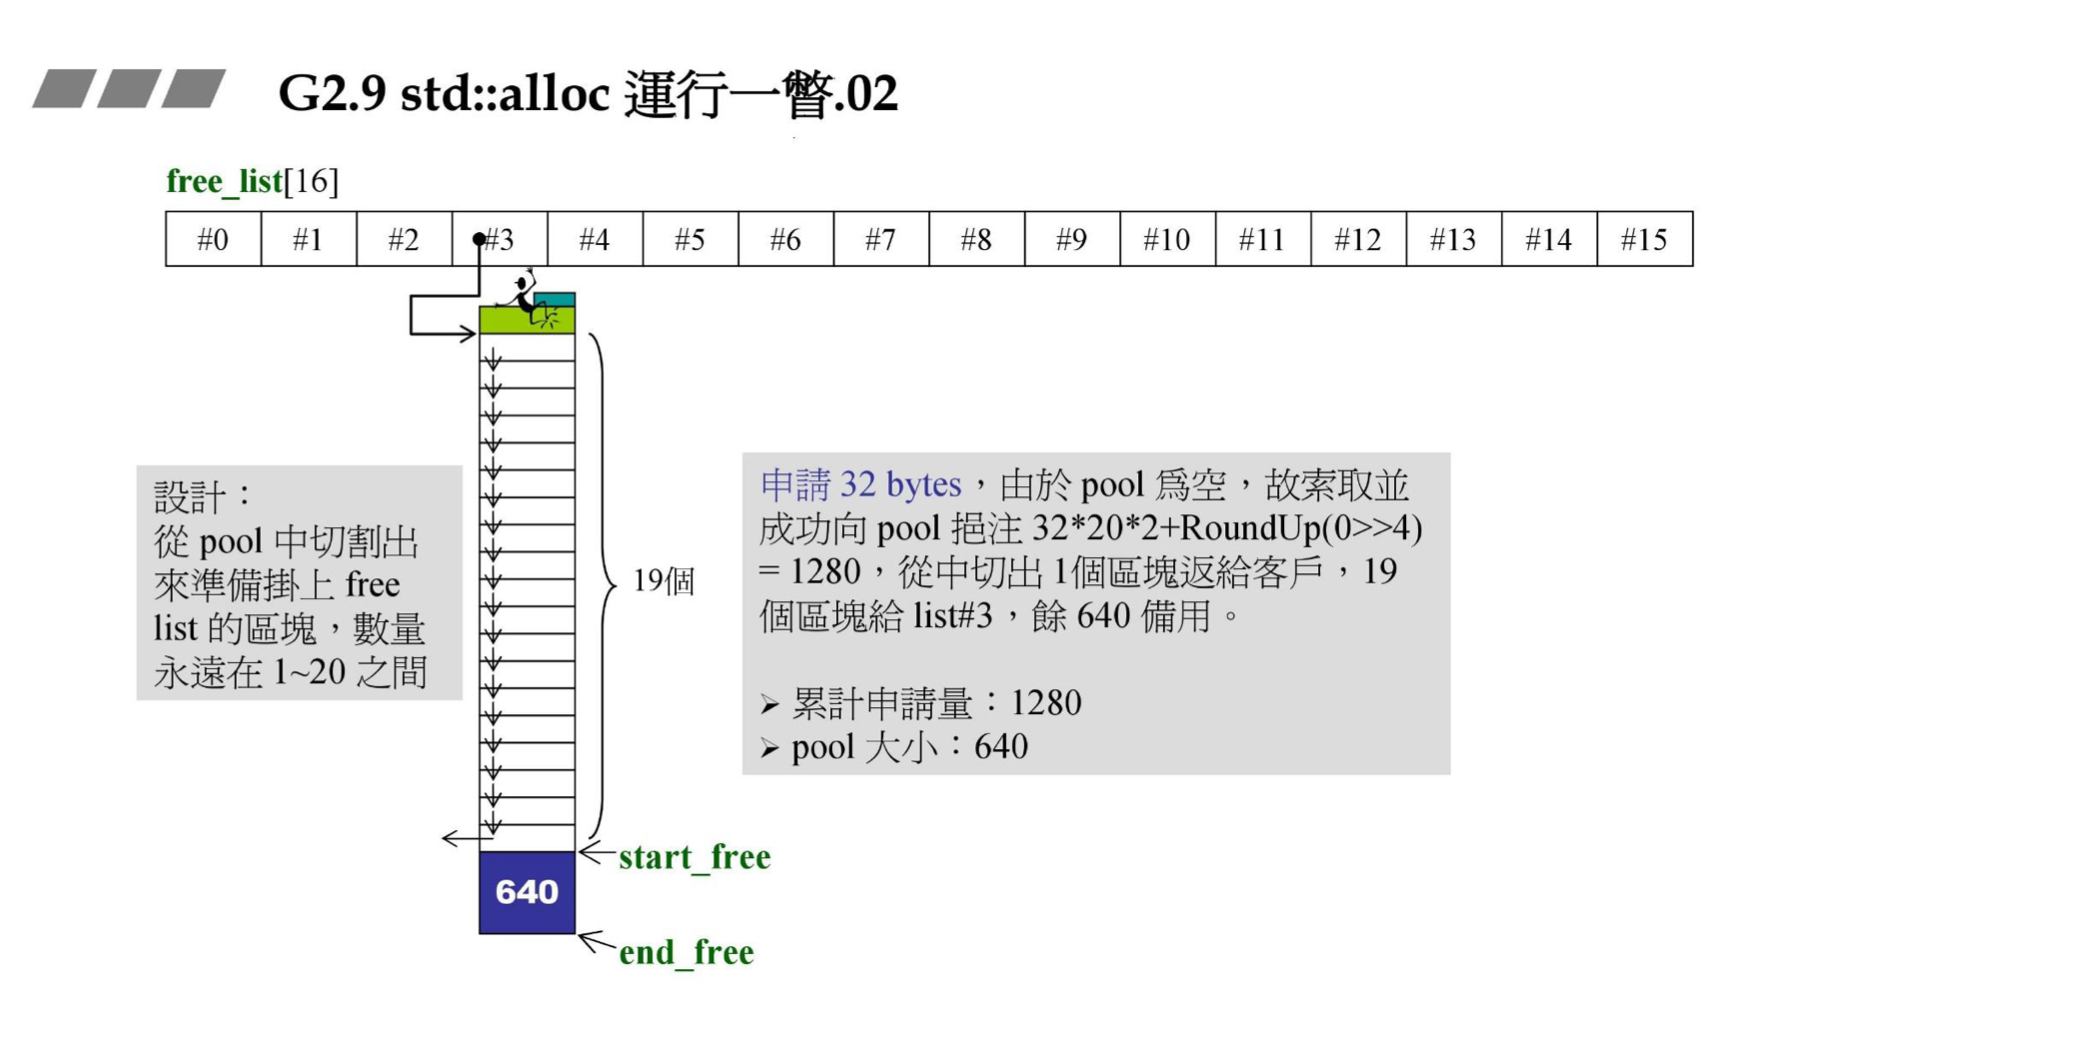 G2.9 std::alloc 運行一瞥.02
free_list[16]
#0 #1 #2 #3 #4 #5 #6 #7 #8 #9 #10 #11 #12 #13 #14 #15
設計：
從 pool 中切割出
來準備掛上 free
list 的區塊，數量
永遠在 1~20 之間
19個
申請 32 bytes，由於 pool 爲空，故索取並
成功向 pool 挹注 32*20*2+RoundUp(0>>4)
= 1280，從中切出 1個區塊返給客戶，19
個區塊給 list#3，餘 640 備用。
➢ 累計申請量：1280
➢ pool 大小：640
start_free
640
end_free